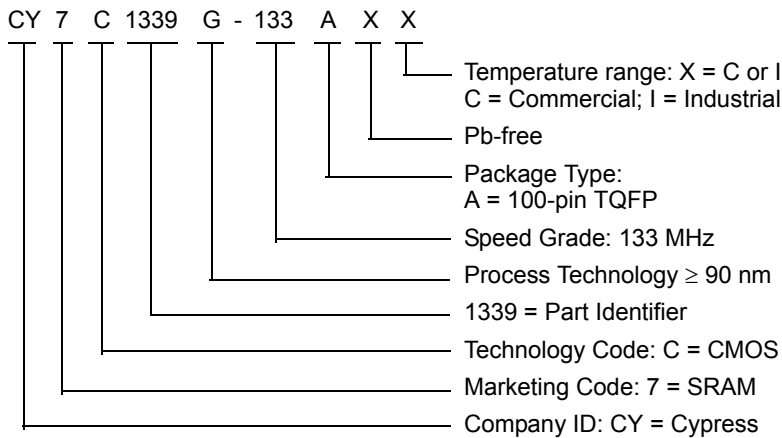 CY 7 C 1339 G - 133 A X X
Temperature range: X = C or I
C = Commercial; I = Industrial
Pb-free
Package Type:
A = 100-pin TQFP
Speed Grade: 133 MHz
Process Technology ≥ 90 nm
1339 = Part Identifier
Technology Code: C = CMOS
Marketing Code: 7 = SRAM
Company ID: CY = Cypress